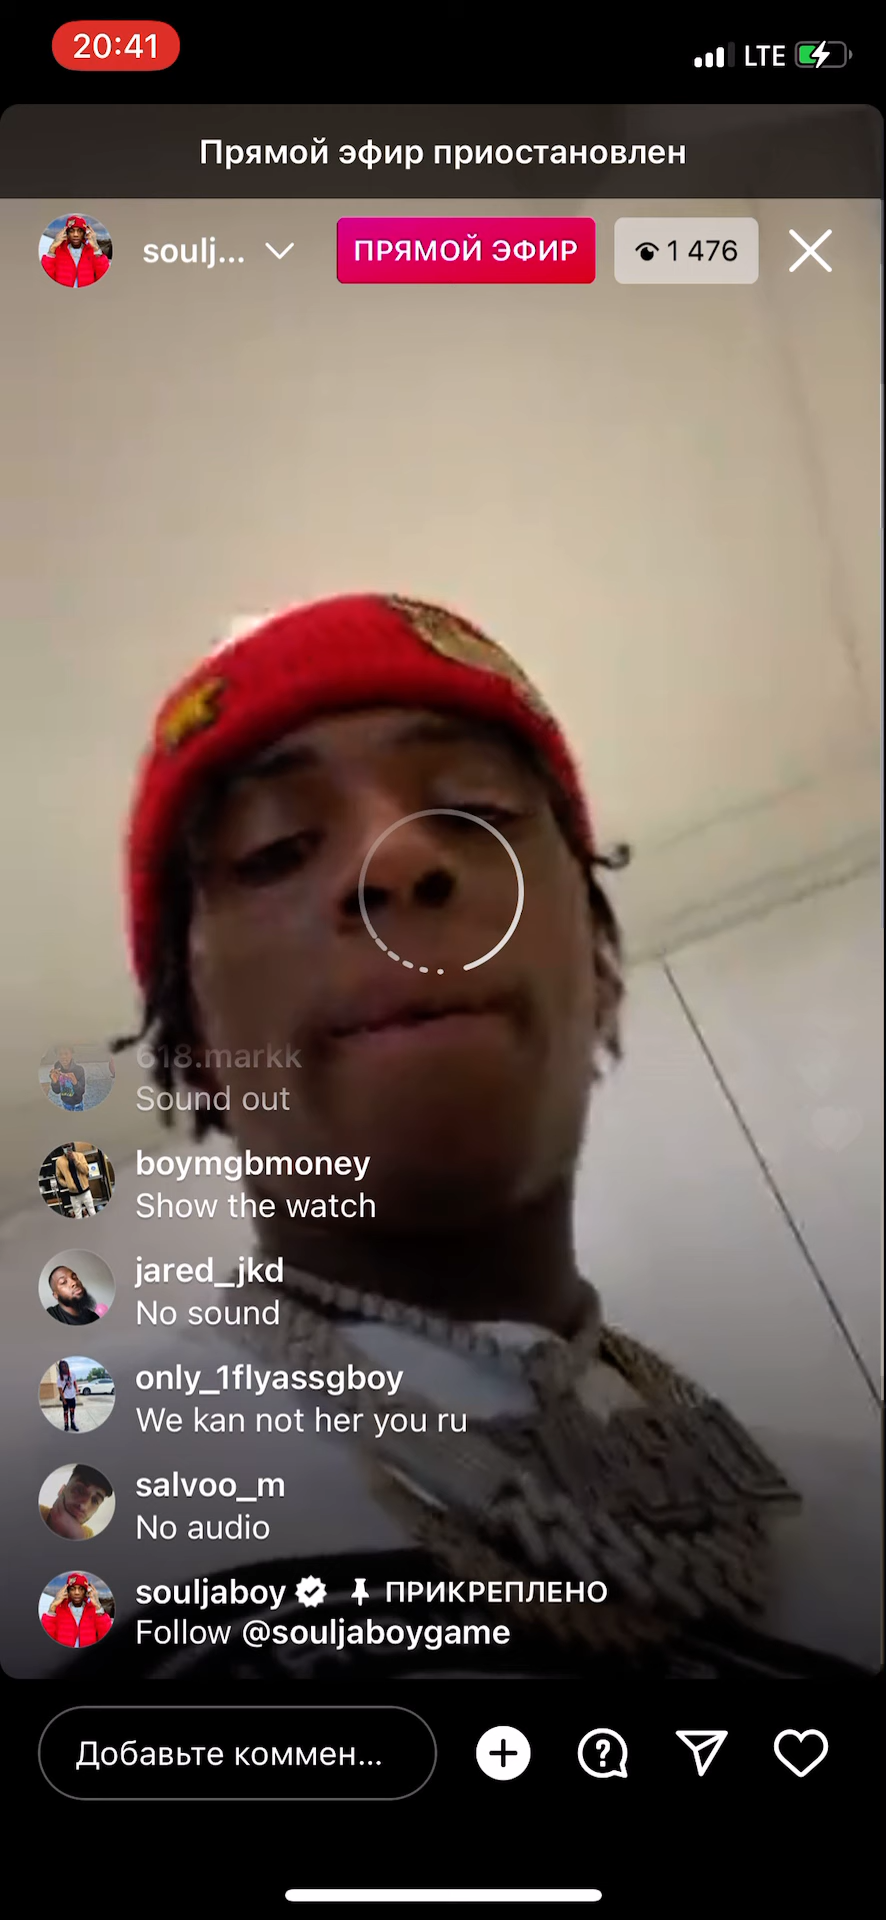 20:41
LTE
Прямой эфир приостановлен
soulj...
ПРЯМОЙ ЭФИР
1 476
618.markk
Sound out
boymgbmoney
Show the watch
jared_jkd
No sound
only_1flyassgboy
We kan not her you ru
salvoo_m
No audio
souljaboy ПРИКРЕПЛЕНО
Follow @souljaboygame
Добавьте коммен...